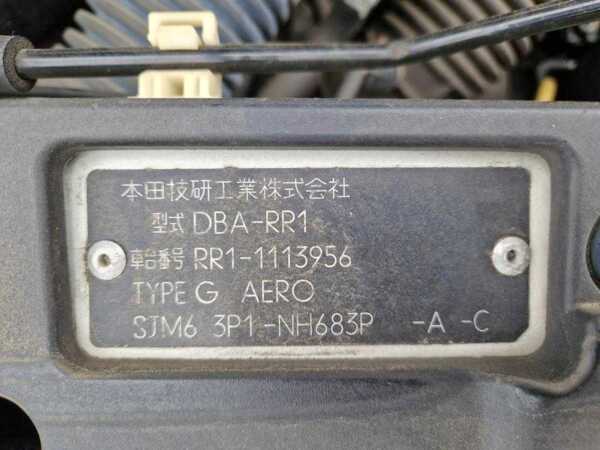 本田技研工業株式会社
型式 DBA-RR1
車台番号 RR1-1113956
TYPE G AERO
SJM6 3P1-NH683P -A -C